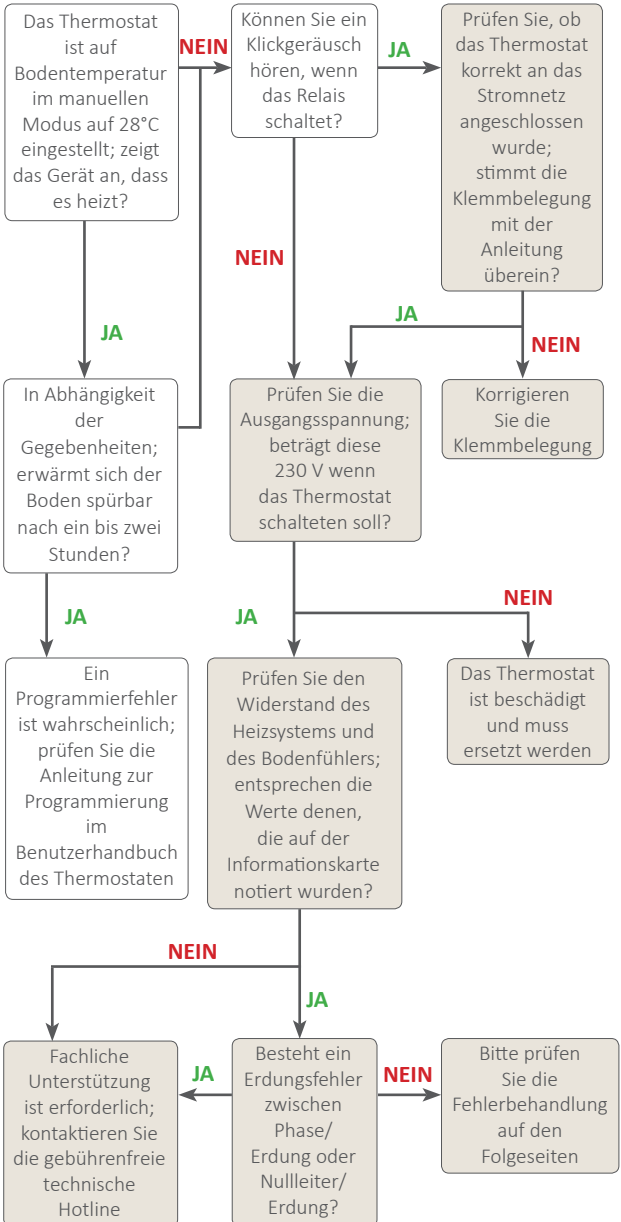 Das Thermostat
ist auf
Bodentemperatur
im manuellen
Modus auf 28°C
eingestellt; zeigt
das Gerät an, dass
es heizt?
NEIN
Können Sie ein
Klickgeräusch
hören, wenn
das Relais
schaltet?
JA
Prüfen Sie, ob
das Thermostat
korrekt an das
Stromnetz
angeschlossen
wurde;
stimmt die
Klemmbelegung
mit der
Anleitung
überein?
JA
NEIN
JA
NEIN
In Abhängigkeit
der
Gegebenheiten;
erwärmt sich der
Boden spürbar
nach ein bis zwei
Stunden?
Prüfen Sie die
Ausgangsspannung;
beträgt diese
230 V wenn
das Thermostat
schalteten soll?
Korrigieren
Sie die
Klemmbelegung
JA
JA
NEIN
Ein
Programmierfehler
ist wahrscheinlich;
prüfen Sie die
Anleitung zur
Programmierung
im
Benutzerhandbuch
des Thermostaten
Prüfen Sie den
Widerstand des
Heizsystems und
des Bodenfühlers;
entsprechen die
Werte denen,
die auf der
Informationskarte
notiert wurden?
Das Thermostat
ist beschädigt
und muss
ersetzt werden
NEIN
JA
Fachliche
Unterstützung
ist erforderlich;
kontaktieren Sie
die gebührenfreie
technische
Hotline
JA
Besteht ein
Erdungsfehler
zwischen
Phase/
Erdung oder
Nullleiter/
Erdung?
NEIN
Bitte prüfen
Sie die
Fehlerbehandlung
auf den
Folgeseiten